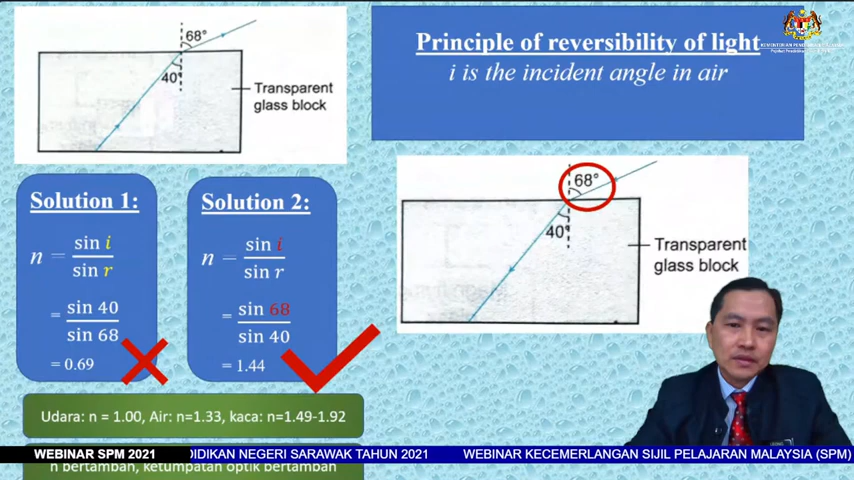 68°
40°
Transparent
glass block
Principle of reversibility of light
i is the incident angle in air
KEMENTERIAN PENDIDIKAN
Solution 1:
n = sin i / sin r
= sin 40 / sin 68
= 0.69
Solution 2:
n = sin i / sin r
= sin 68 / sin 40
= 1.44
68°
40°
Transparent
glass block
Udara: n = 1.00, Air: n=1.33, kaca: n=1.49-1.92
n bertambah, ketumpatan optik bertambah
WEBINAR SPM 2021
DIDIKAN NEGERI SARAWAK TAHUN 2021 WEBINAR KECEMERLANGAN SIJIL PELAJARAN MALAYSIA (SPM)